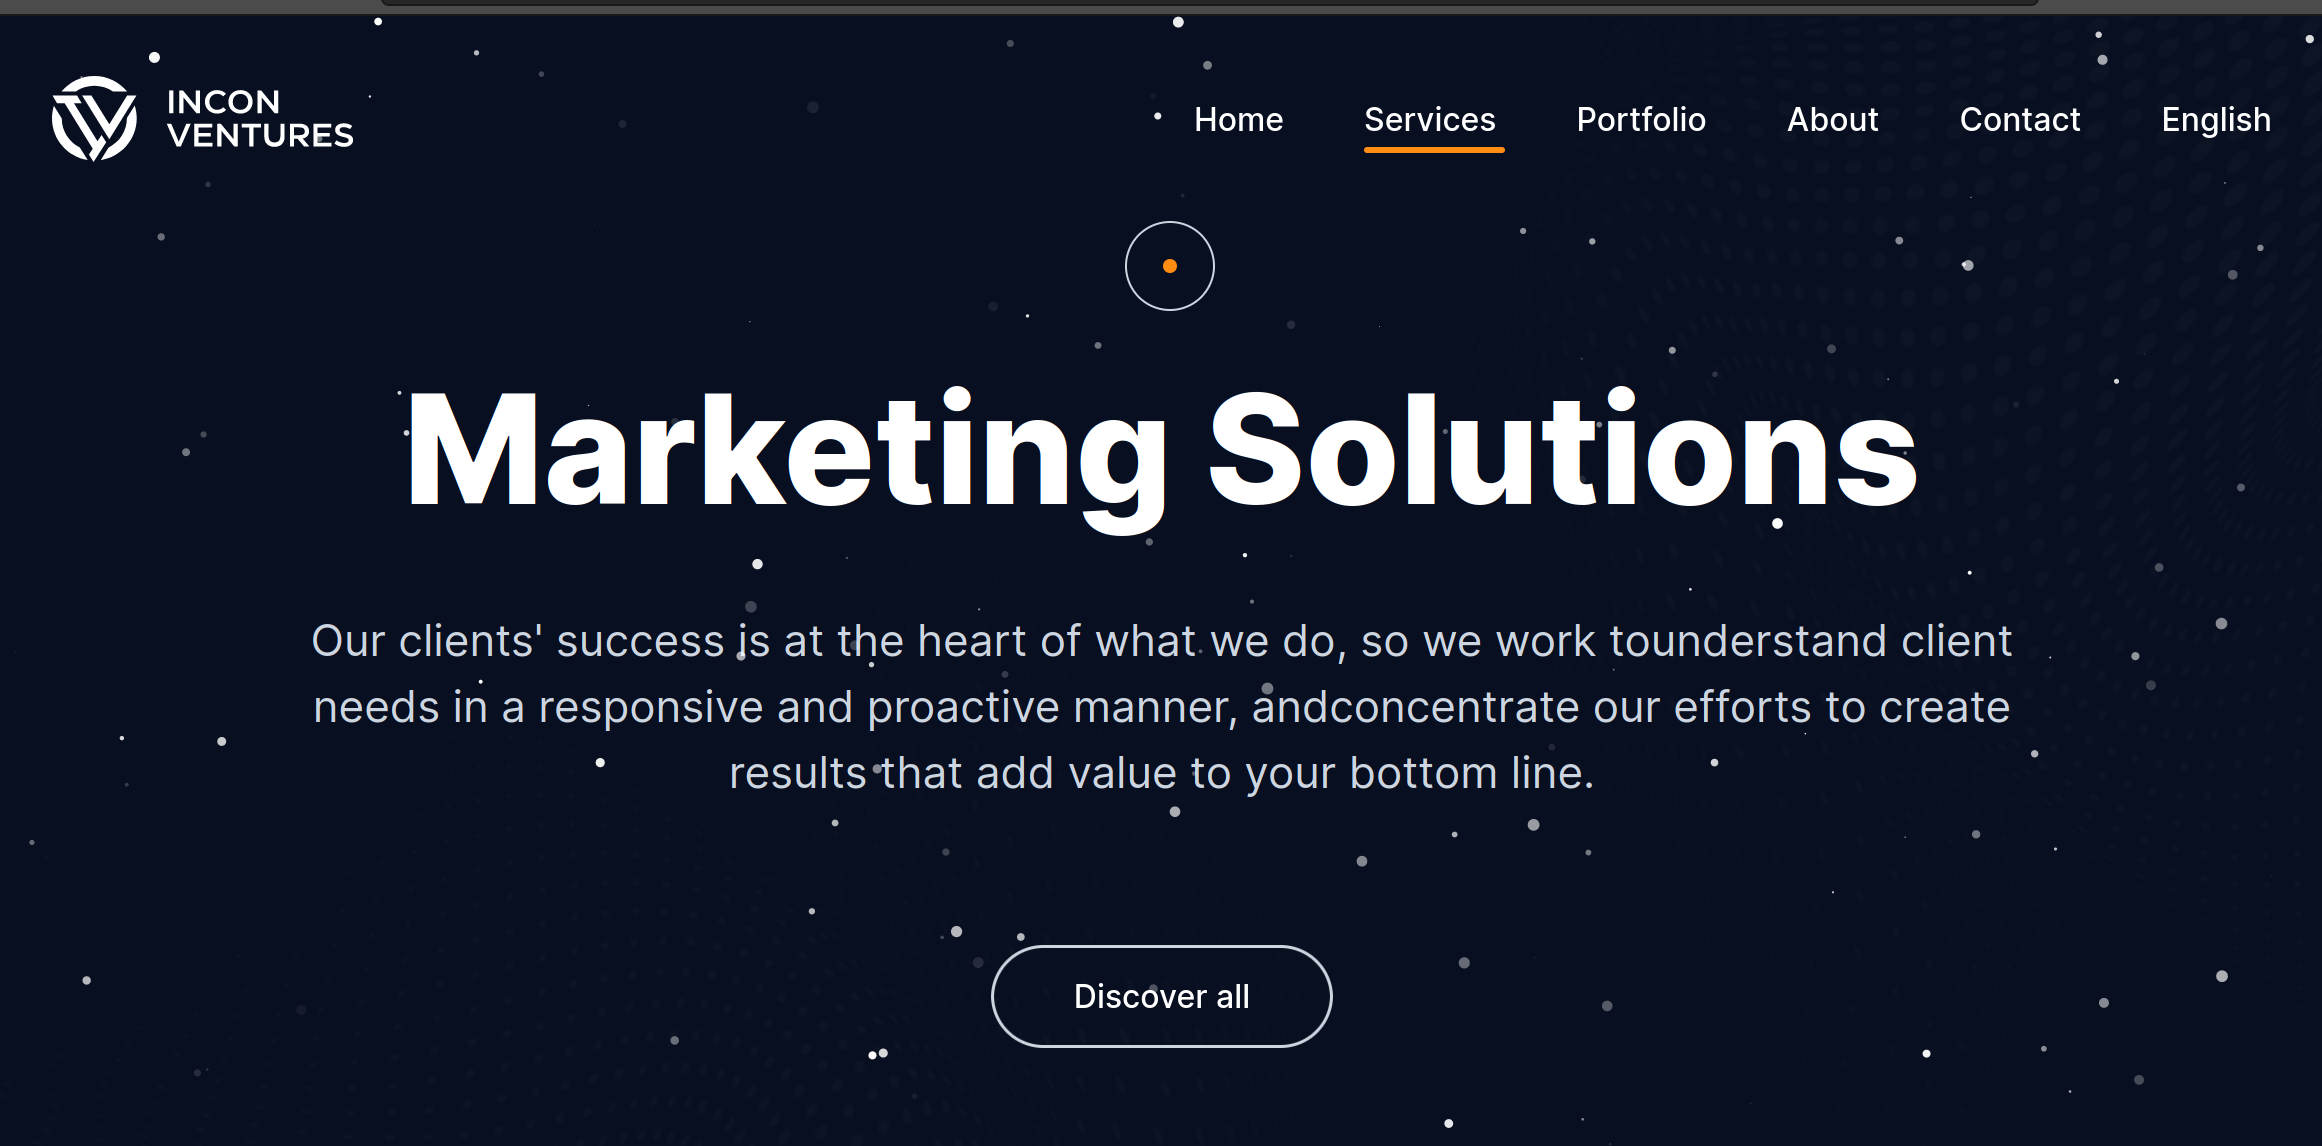 INCON
VENTURES
Home Services Portfolio About Contact English
Marketing Solutions
Our clients' success is at the heart of what we do, so we work tounderstand client
needs in a responsive and proactive manner, andconcentrate our efforts to create
results that add value to your bottom line.
Discover all